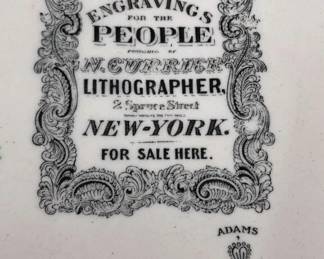 ENGRAVINGS
FOR THE
PEOPLE
N. CURRIER
LITHOGRAPHER,
2 Spruce Street
NEW-YORK.
FOR SALE HERE.
ADAMS